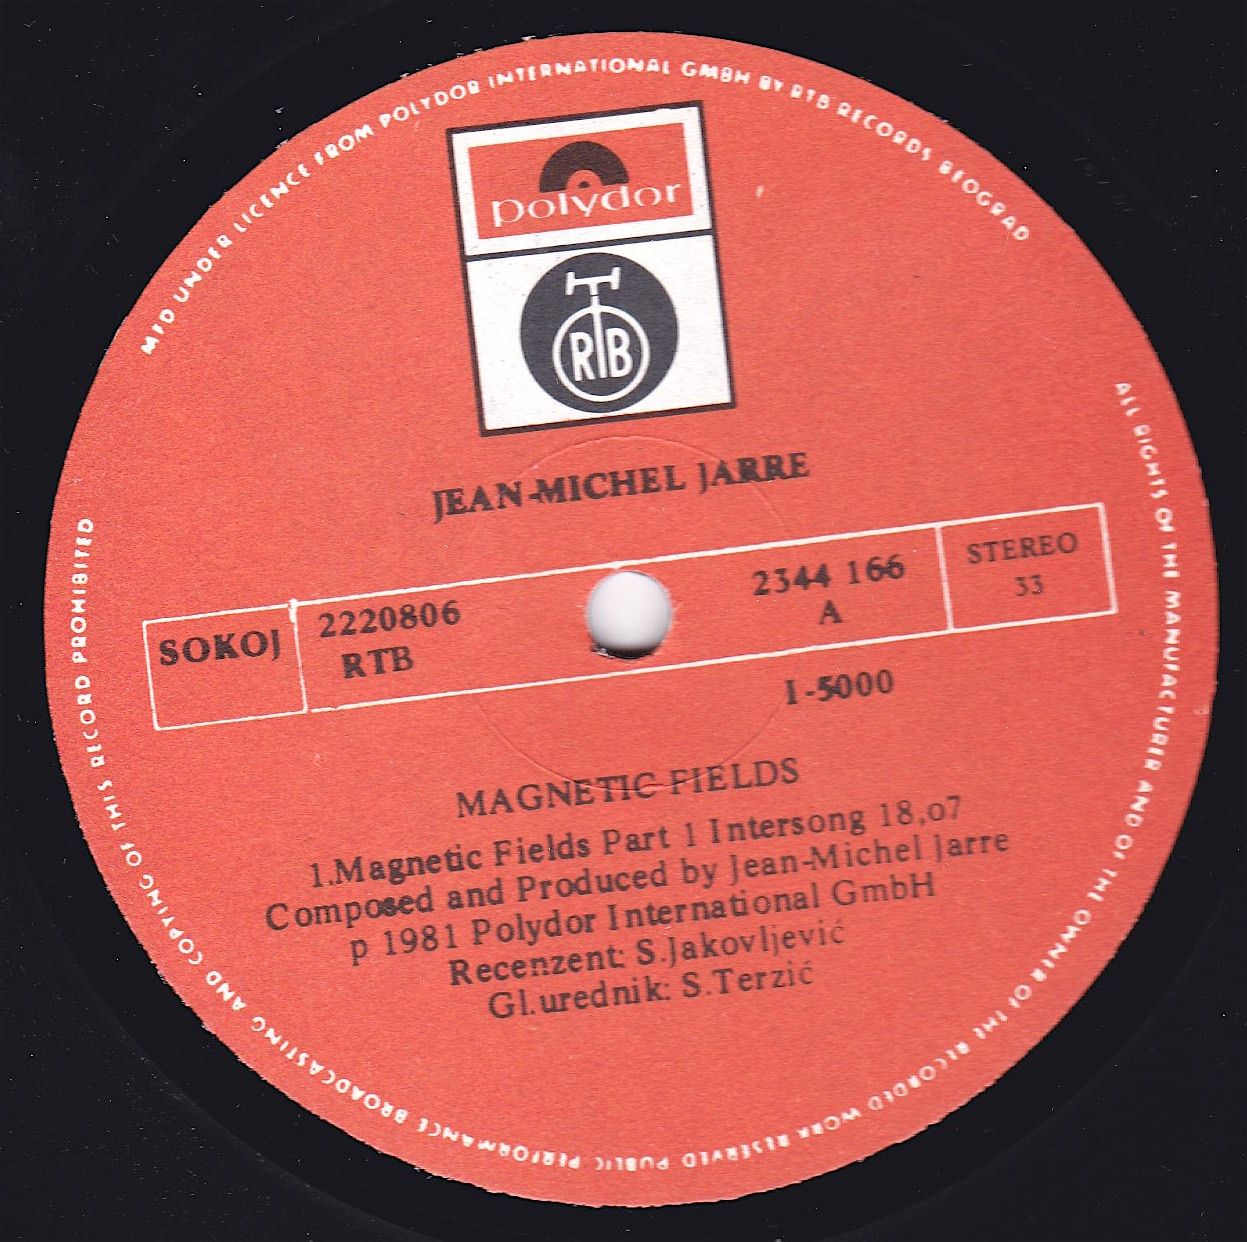 MFD UNDER LICENCE FROM POLYDOR INTERNATIONAL GMBH BY RTB RECORDS BEOGRAD
polydor
RTB
JEAN-MICHEL JARRE
SOKOJ
2220806
RTB
2344 166
A
STEREO
33
I-5000
MAGNETIC FIELDS
1.Magnetic Fields Part 1 Intersong 18,o7
Composed and Produced by Jean-Michel Jarre
p 1981 Polydor International GmbH
Recenzent: S.Jakovljević
Gl.urednik: S.Terzić
ALL RIGHTS OF THE MANUFACTURER AND OF THE OWNER OF THE RECORDED WORK RESERVED PUBLIC PERFORMANCE BROADCASTING AND COPYING OF THIS RECORD PROHIBITED